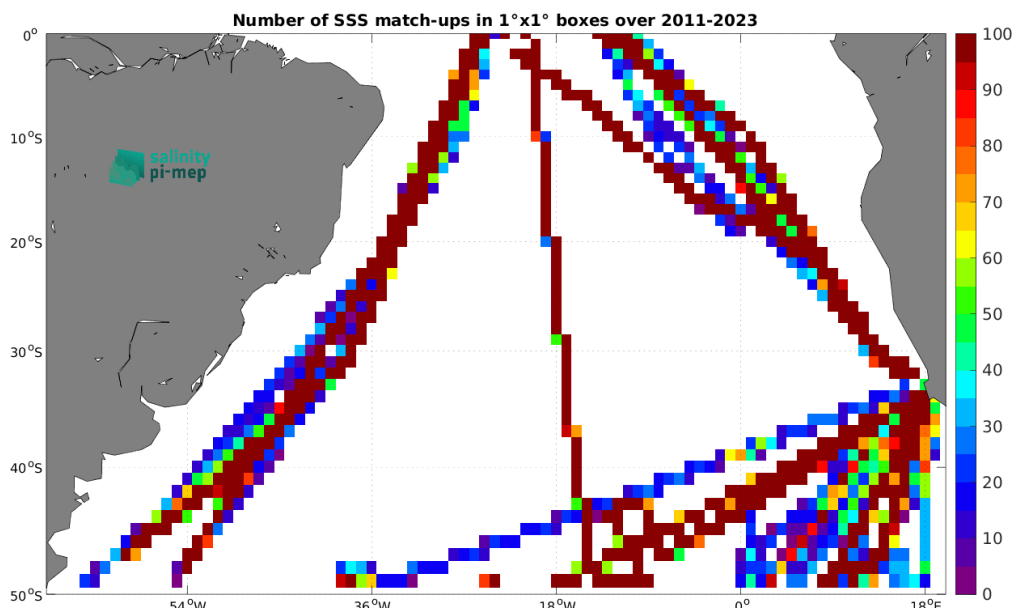 Number of SSS match-ups in 1°x1° boxes over 2011-2023
0°
10°S
20°S
30°S
40°S
50°S
54°W
36°W
18°W
0°
18°E
salinity
pi-mep
100
90
80
70
60
50
40
30
20
10
0